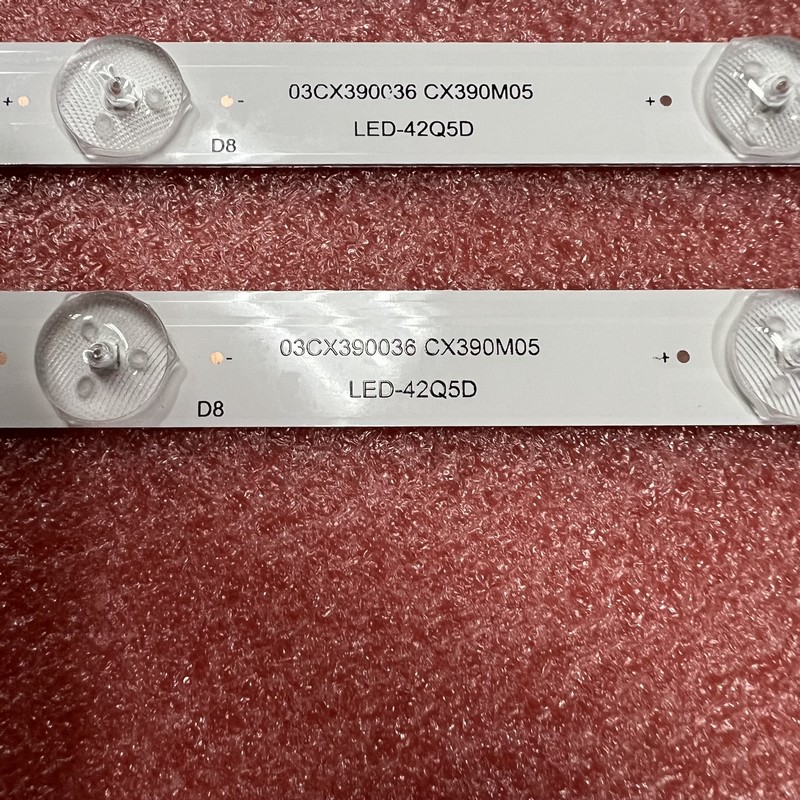 +
-
03CX390036 CX390M05
+
LED-42Q5D
D8
-
03CX390036 CX390M05
+
LED-42Q5D
D8